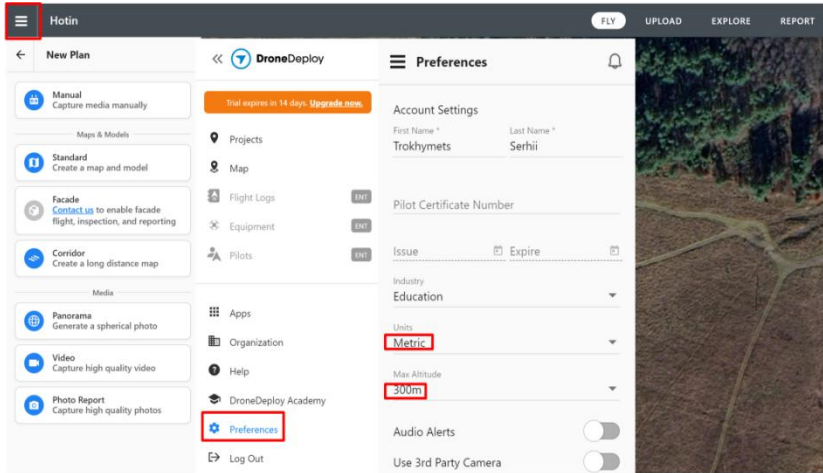 Hotin
FLY
UPLOAD
EXPLORE
REPORT
New Plan
Manual
Capture media manually
Maps & Models
Standard
Create a map and model
Facade
Contact us to enable facade
flight, inspection, and reporting
Corridor
Create a long distance map
Media
Panorama
Generate a spherical photo
Video
Capture high quality video
Photo Report
Capture high quality photos
DroneDeploy
Trial expires in 14 days. Upgrade now.
Projects
Map
Flight Logs ENT
Equipment ENT
Pilots ENT
Apps
Organization
Help
DroneDeploy Academy
Preferences
Log Out
Preferences
Account Settings
First Name * Last Name *
Trokhymets Serhii
Pilot Certificate Number
Issue Expire
Industry
Education
Units
Metric
Max Altitude
300m
Audio Alerts
Use 3rd Party Camera